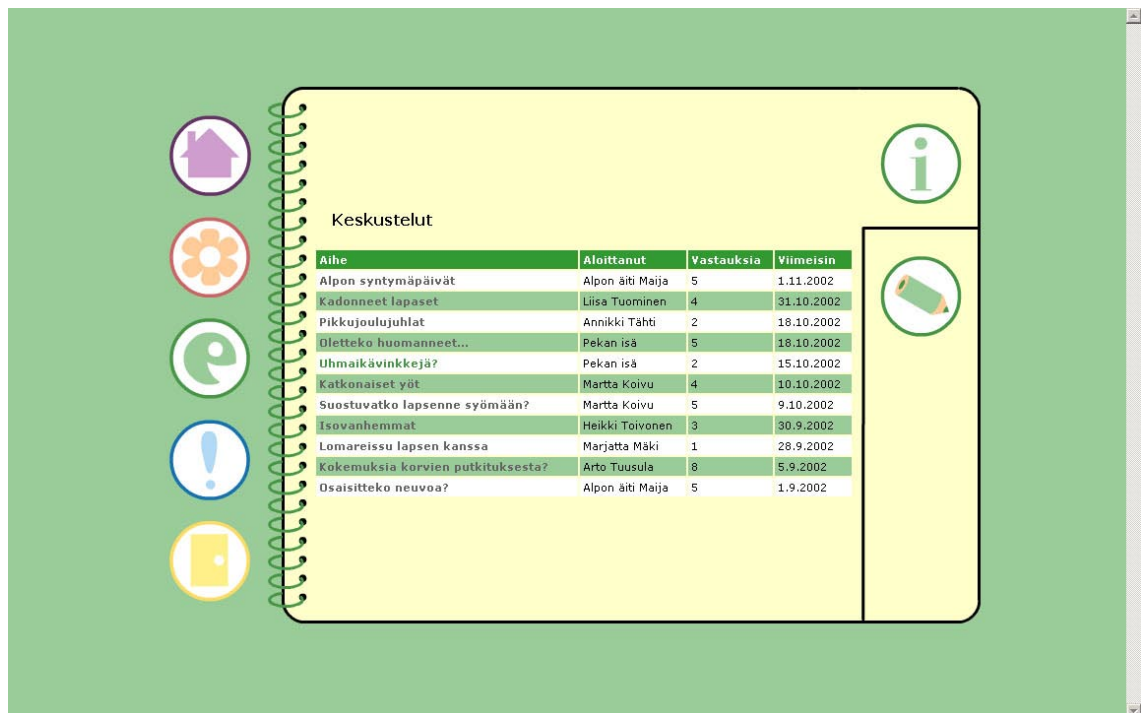 Keskustelut
Aihe Aloittanut Vastauksia Viimeisin
Alpon syntymäpäivät Alpon äiti Maija 5 1.11.2002
Kadonneet lapaset Liisa Tuominen 4 31.10.2002
Pikkujoulujuhlat Annikki Tähti 2 18.10.2002
Oletteko huomanneet... Pekan isä 5 18.10.2002
Uhmaikävinkkejä? Pekan isä 2 15.10.2002
Katkonaiset yöt Martta Koivu 4 10.10.2002
Suostuvatko lapsenne syömään? Martta Koivu 5 9.10.2002
Isovanhemmat Heikki Toivonen 3 30.9.2002
Lomareissu lapsen kanssa Marjatta Mäki 1 28.9.2002
Kokemuksia korvien putkituksesta? Arto Tuusula 8 5.9.2002
Osaisitteko neuvoa? Alpon äiti Maija 5 1.9.2002